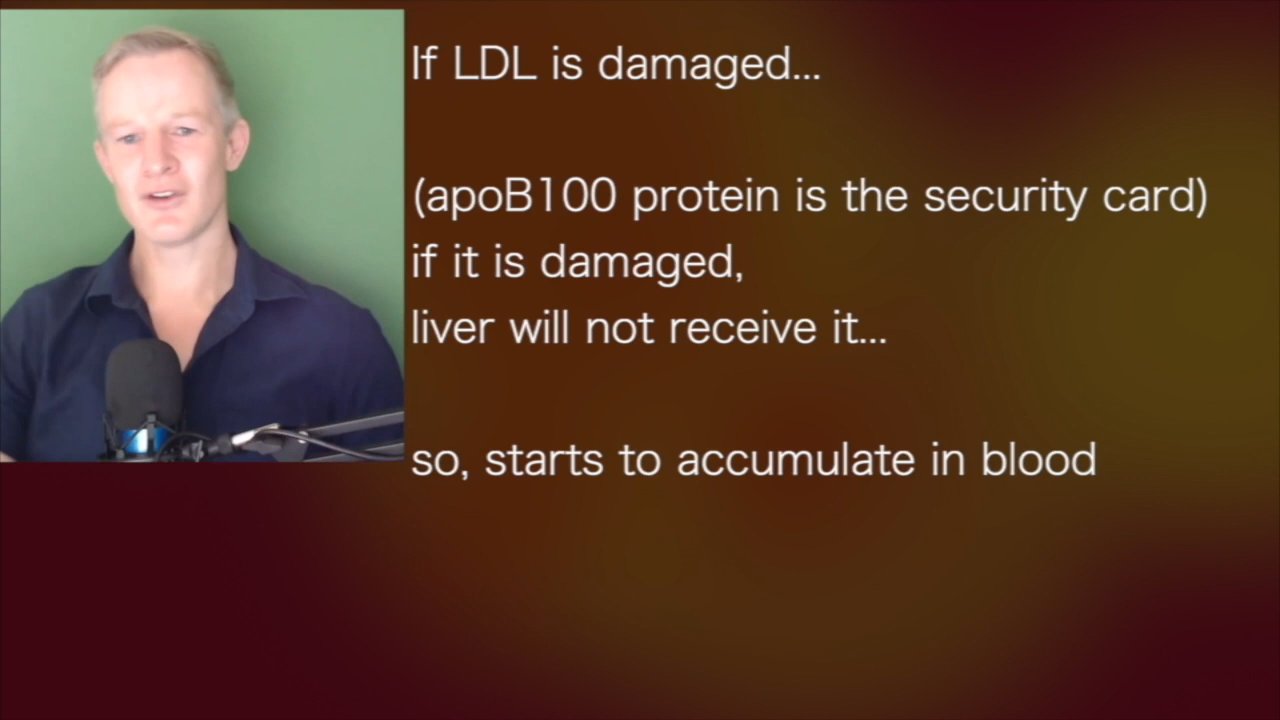 If LDL is damaged...
(apoB100 protein is the security card)
if it is damaged,
liver will not receive it...
so, starts to accumulate in blood